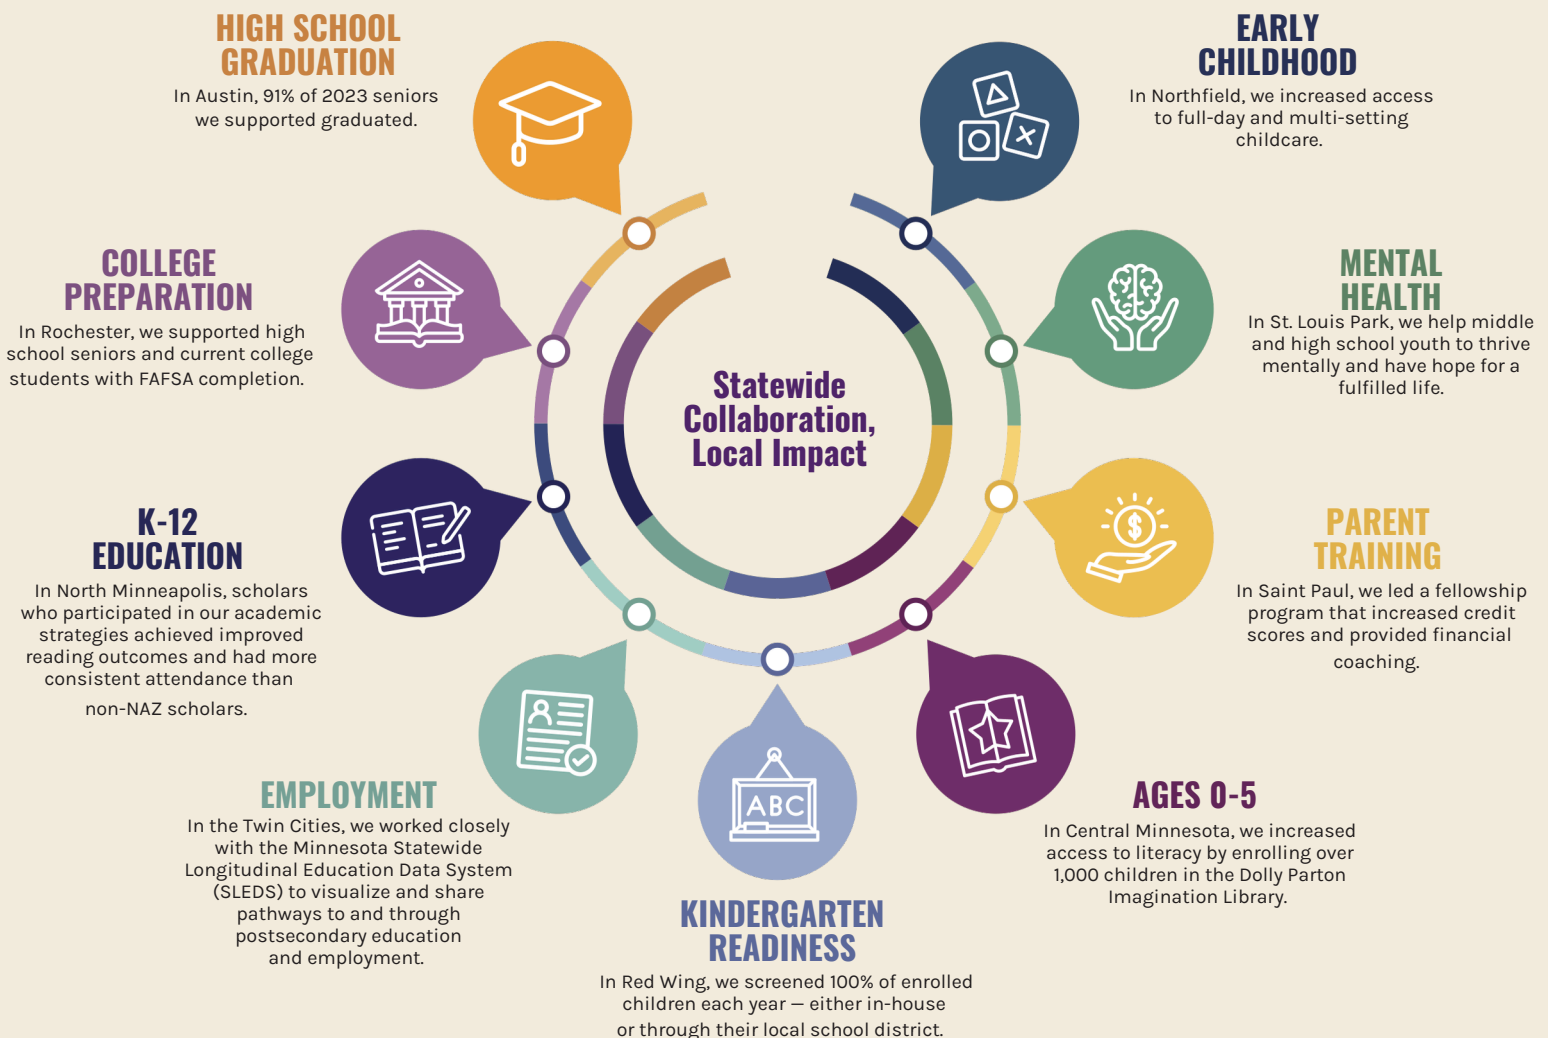 HIGH SCHOOL
GRADUATION
In Austin, 91% of 2023 seniors
we supported graduated.
EARLY
CHILDHOOD
In Northfield, we increased access
to full-day and multi-setting
childcare.
COLLEGE
PREPARATION
In Rochester, we supported high
school seniors and current college
students with FAFSA completion.
MENTAL
HEALTH
In St. Louis Park, we help middle
and high school youth to thrive
mentally and have hope for a
fulfilled life.
Statewide
Collaboration,
Local Impact
K-12
EDUCATION
In North Minneapolis, scholars
who participated in our academic
strategies achieved improved
reading outcomes and had more
consistent attendance than
non-NAZ scholars.
$
PARENT
TRAINING
In Saint Paul, we led a fellowship
program that increased credit
scores and provided financial
coaching.
EMPLOYMENT
In the Twin Cities, we worked closely
with the Minnesota Statewide
Longitudinal Education Data System
(SLEDS) to visualize and share
pathways to and through
postsecondary education
and employment.
ABC
KINDERGARTEN
READINESS
In Red Wing, we screened 100% of enrolled
children each year — either in-house
or through their local school district.
AGES 0-5
In Central Minnesota, we increased
access to literacy by enrolling over
1,000 children in the Dolly Parton
Imagination Library.